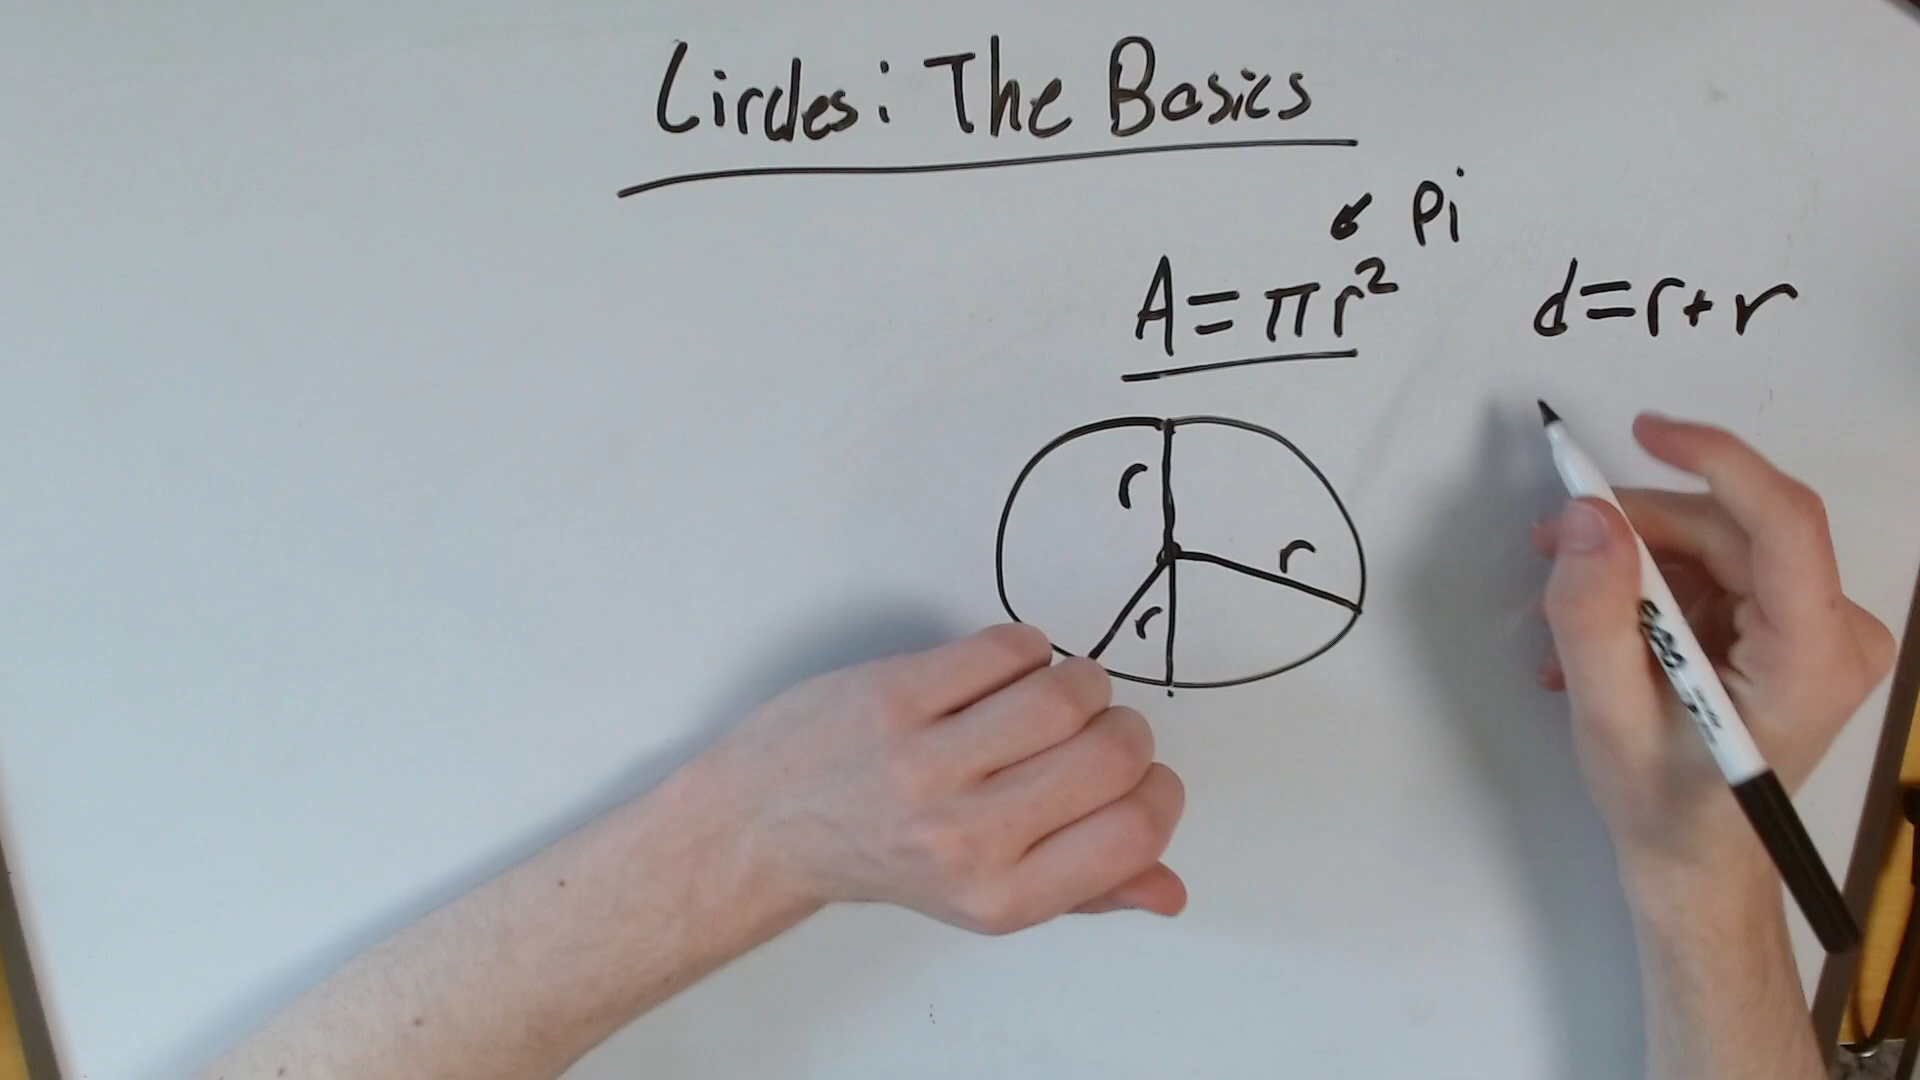 Circles: The Basics
Pi
A = πr²
d=r+r
r
r
r